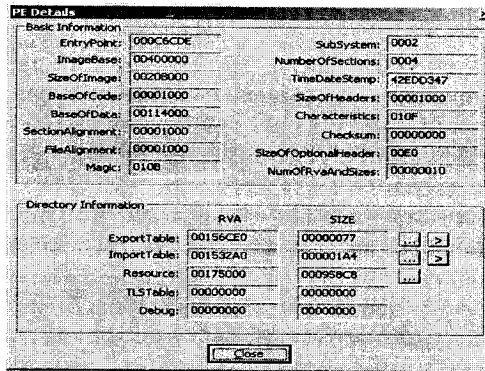 PE Details
Basic Information
EntryPoint: 000C6CDE
ImageBase: 00400000
SizeOfImage: 0020B000
BaseOfCode: 00001000
BaseOfData: 00114000
SectionAlignment: 00001000
FileAlignment: 00001000
Magic: 010B
SubSystem: 0002
NumberOfSections: 0004
TimeDateStamp: 42EDD347
SizeOfHeaders: 00001000
Characteristics: 010F
Checksum: 00000000
SizeOfOptionalHeader: 00E0
NumOfRvaAndSizes: 00000010
Directory Information
RVA SIZE
ExportTable: 00156CE0 00000077 ... >
ImportTable: 001532A0 000001A4 ... >
Resource: 00175000 000958C8 ...
TLSTable: 00000000 00000000
Debug: 00000000 00000000
Close